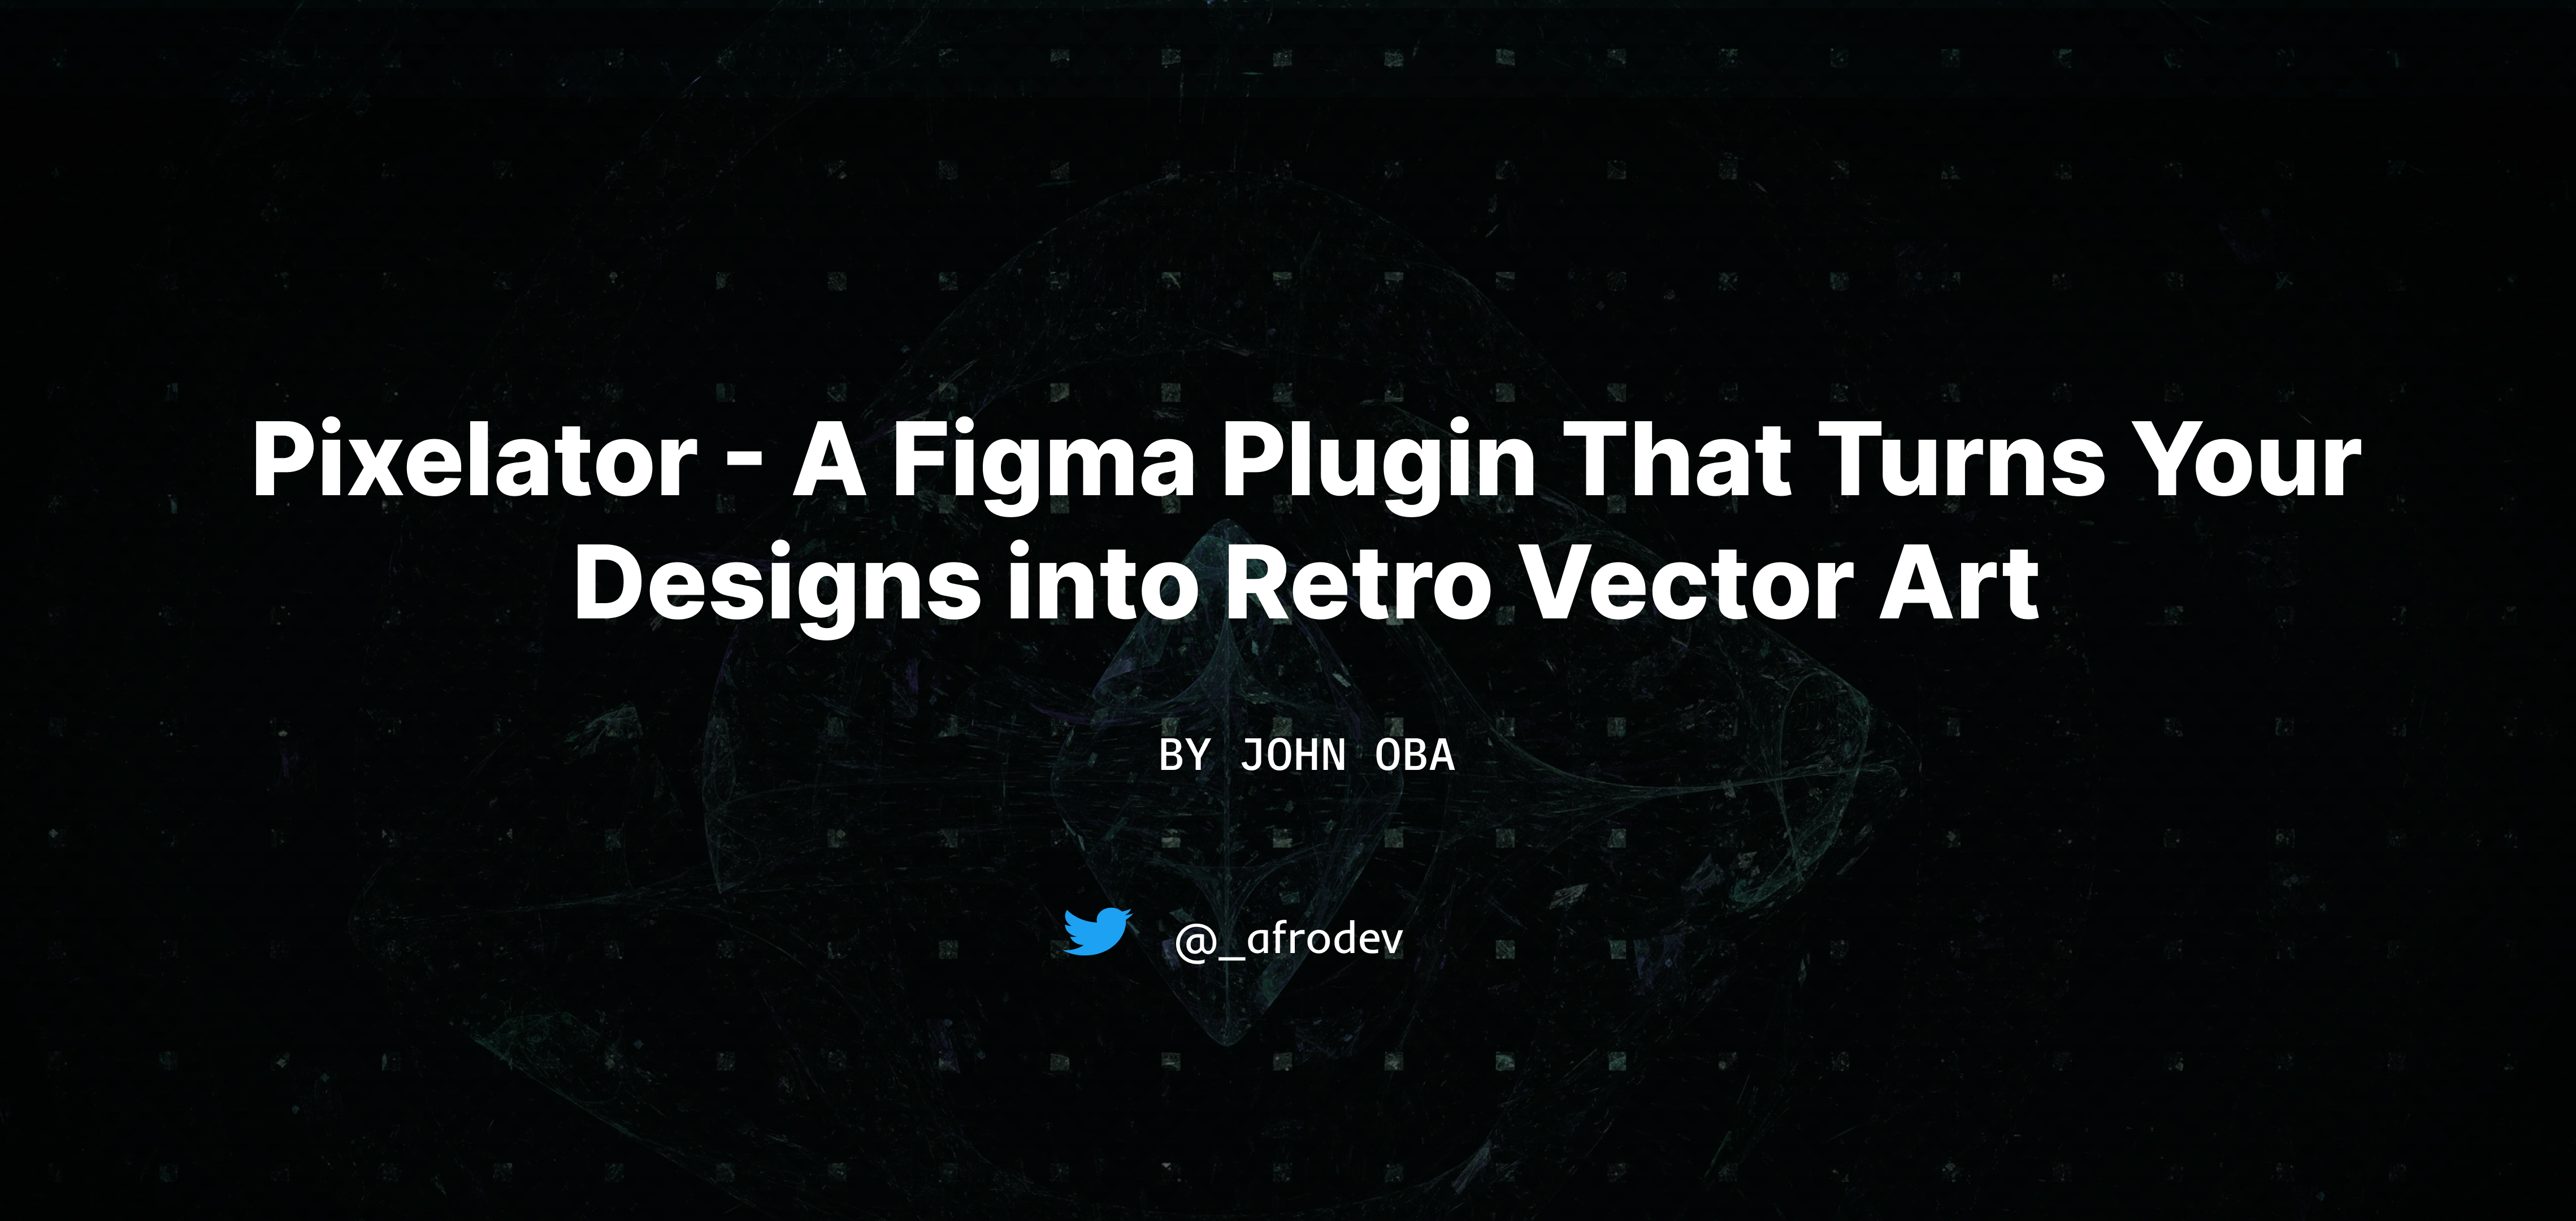 Pixelator - A Figma Plugin That Turns Your
Designs into Retro Vector Art
BY JOHN OBA
@_afrodev